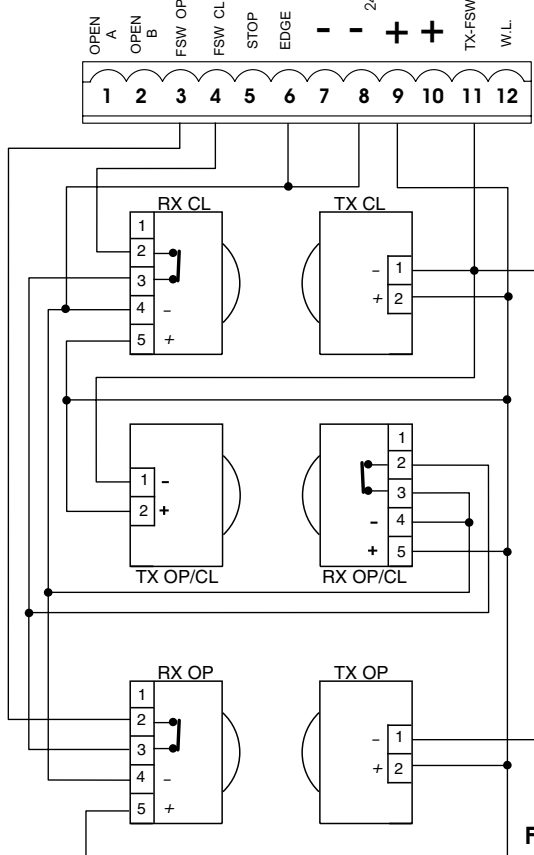 OPEN A
OPEN B
FSW OP
FSW CL
STOP
EDGE
-
-
+
+
TX-FSW
W.L.
1 2 3 4 5 6 7 8 9 10 11 12
RX CL
1
2
3
4 -
5 +
TX CL
- 1
+ 2
1 -
2 +
TX OP/CL
1
2
3
- 4
+ 5
RX OP/CL
RX OP
1
2
3
4 -
5 +
TX OP
- 1
+ 2